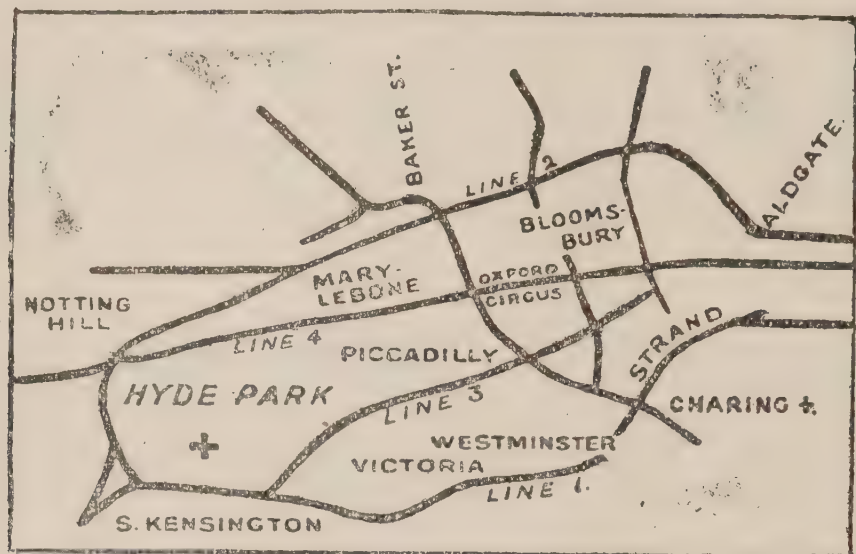 BAKER ST.
LINE 2
ALDGATE.
BLOOMS-
BURY
MARY-
LEBONE
OXFORD
CIRCUS
NOTTING
HILL
LINE 4
PICCADILLY
STRAND
HYDE PARK
LINE 3
CHARING +.
WESTMINSTER
VICTORIA
LINE 1.
S. KENSINGTON